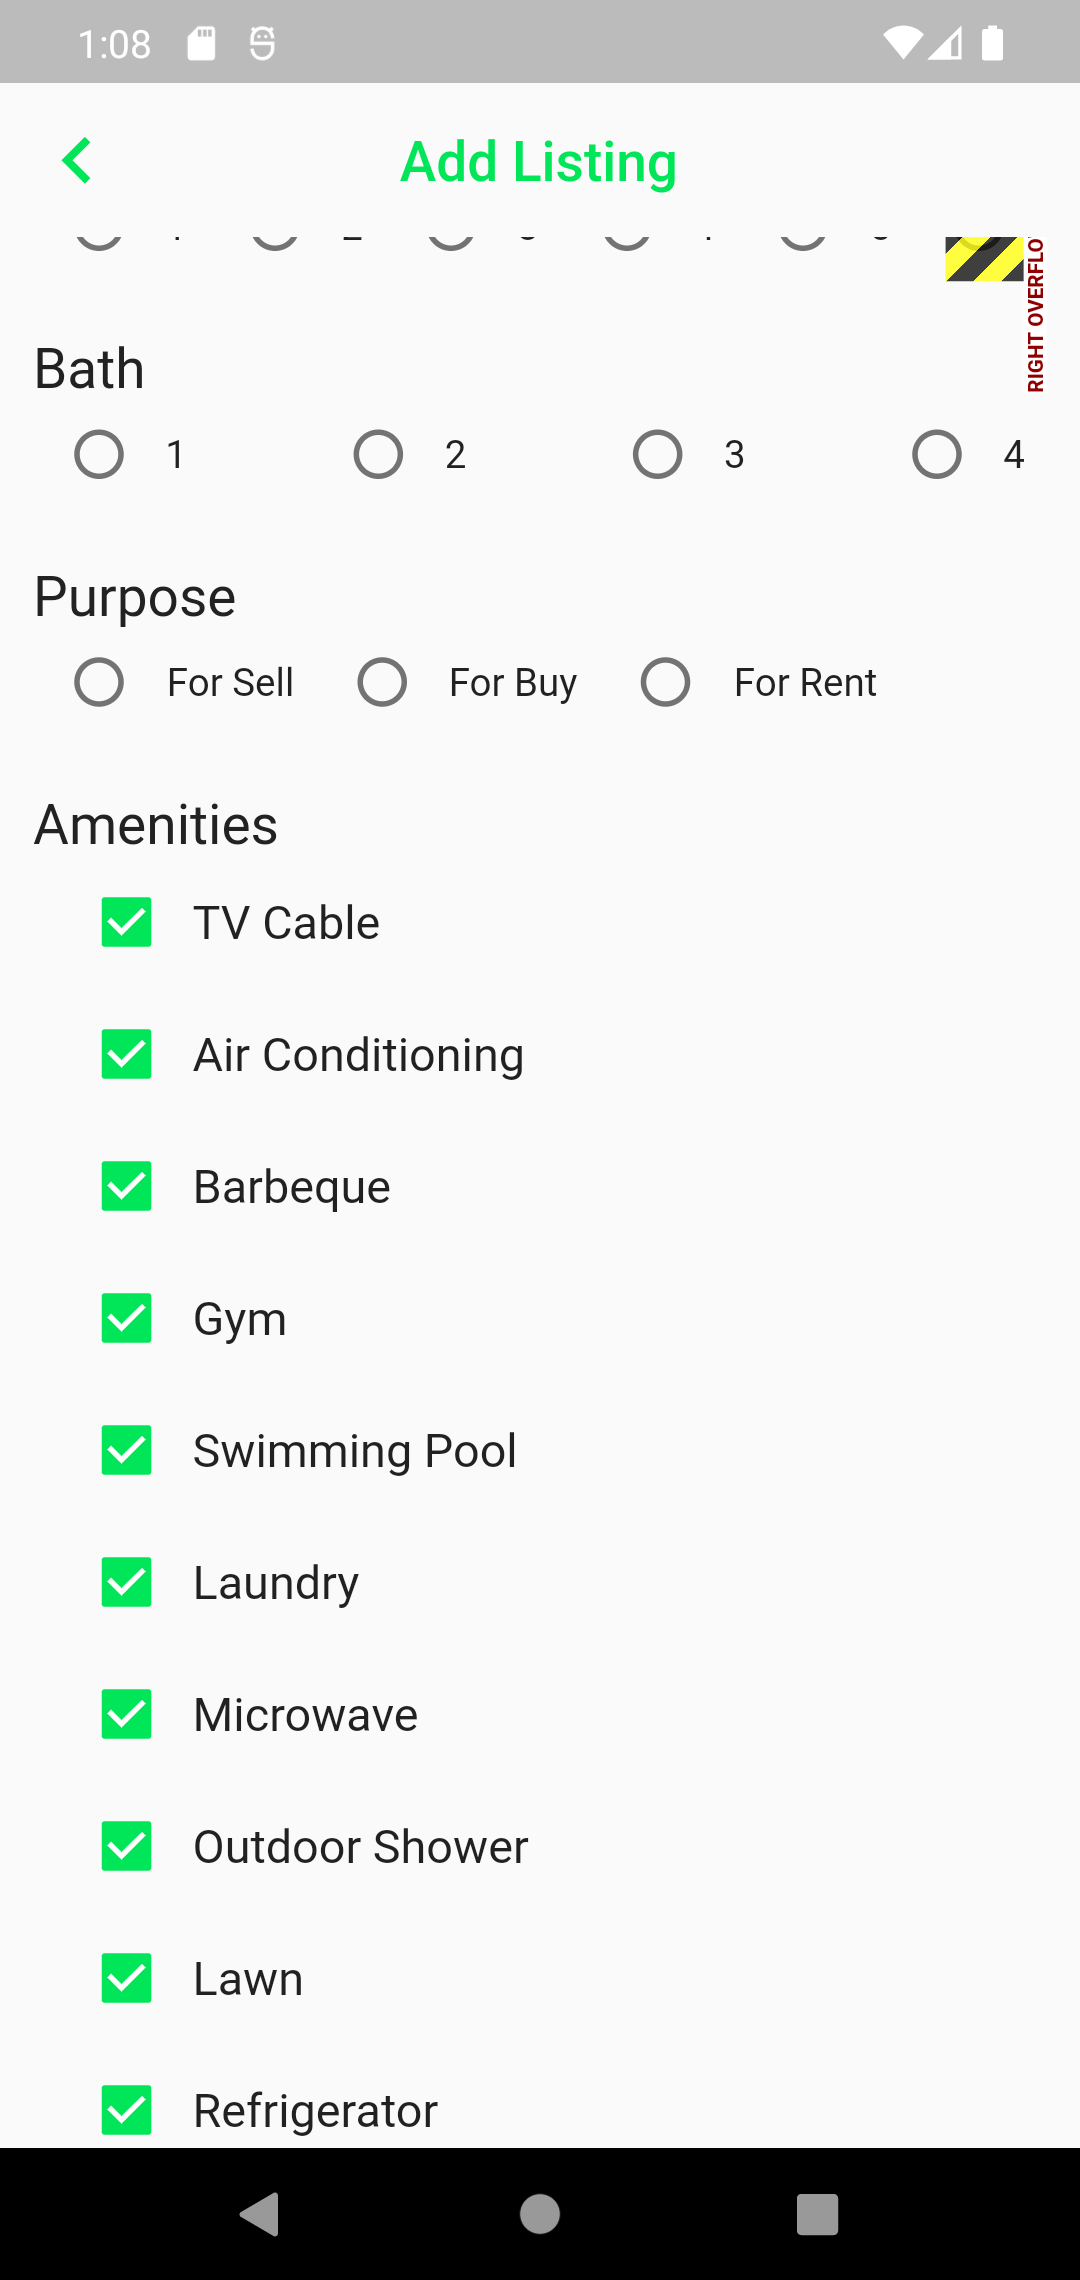 1:08
Add Listing
RIGHT OVERFLO
Bath
1 2 3 4
Purpose
For Sell For Buy For Rent
Amenities
TV Cable
Air Conditioning
Barbeque
Gym
Swimming Pool
Laundry
Microwave
Outdoor Shower
Lawn
Refrigerator